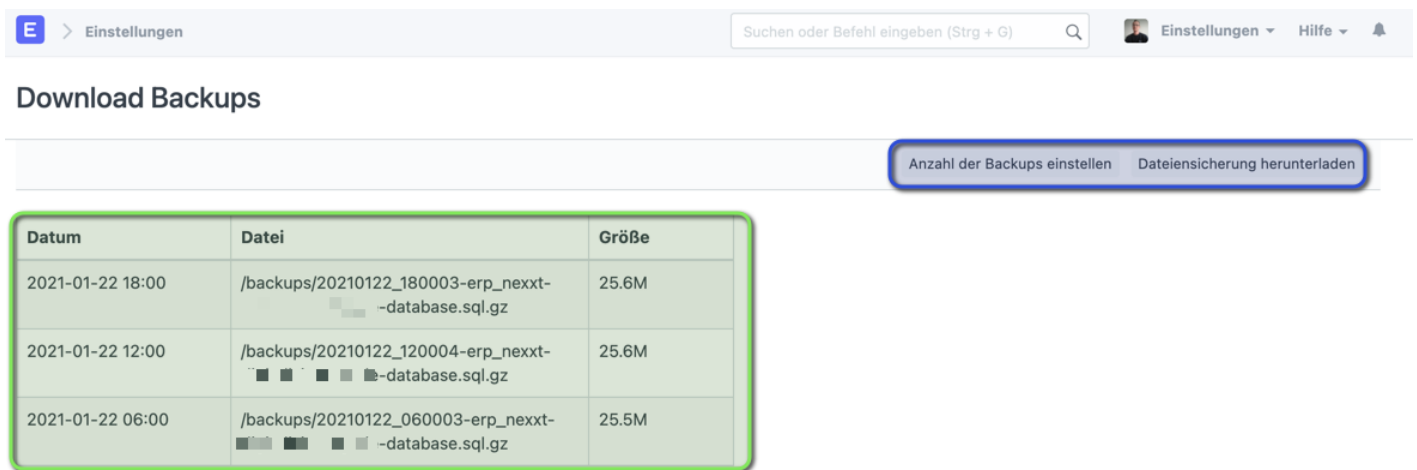 E > Einstellungen Suchen oder Befehl eingeben (Strg + G) Einstellungen Hilfe
Download Backups
Anzahl der Backups einstellen Dateiensicherung herunterladen
Datum Datei Größe
2021-01-22 18:00 /backups/20210122_180003-erp_nexxt- 25.6M
-database.sql.gz
2021-01-22 12:00 /backups/20210122_120004-erp_nexxt- 25.6M
e-database.sql.gz
2021-01-22 06:00 /backups/20210122_060003-erp_nexxt- 25.5M
-database.sql.gz